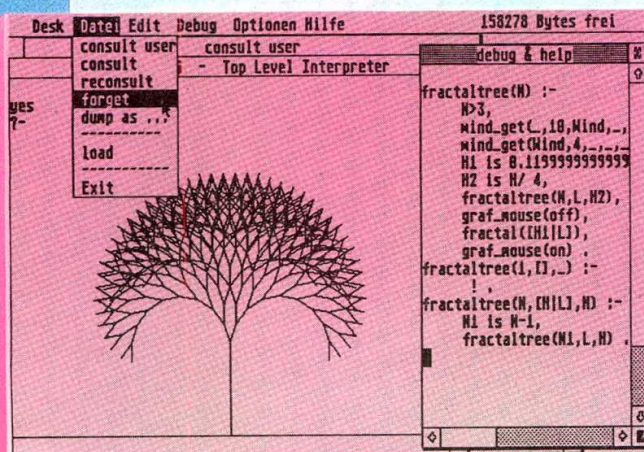 Desk Datei Edit Debug Optionen Hilfe 158278 Bytes frei
consult user
consult
reconsult
forget
dump as ...
load
Exit
consult user
- Top Level Interpreter
yes
?-
debug & help
fractaltree(N) :-
N>3,
wind_get(_,10,Wind,_,
wind_get(Wind,4,_,_,_
H1 is 0.1199999999999
H2 is H/ 4,
fractaltree(N,L,H2),
graf_mouse(off),
fractal([H1|L]),
graf_mouse(on) .
fractaltree(1,[],_) :-
! .
fractaltree(N,[H|L],H) :-
N1 is N-1,
fractaltree(N1,L,H) .